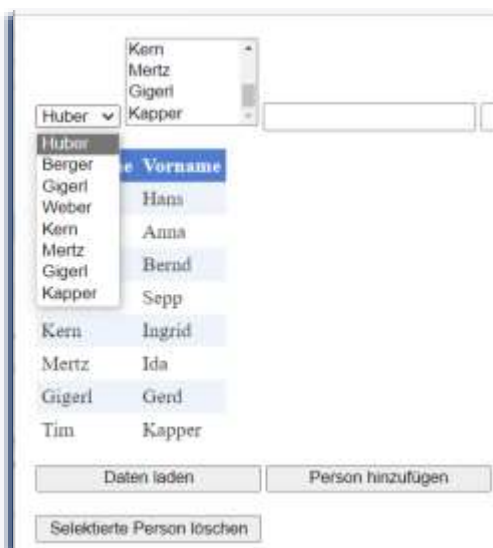 Kern
Mertz
Gigerl
Kapper
Huber
Huber
Berger
Gigerl
Weber
Kern
Mertz
Gigerl
Kapper
e Vorname
Hans
Anna
Bernd
Sepp
Kern Ingrid
Mertz Ida
Gigerl Gerd
Tim Kapper
Daten laden Person hinzufügen
Selektierte Person löschen